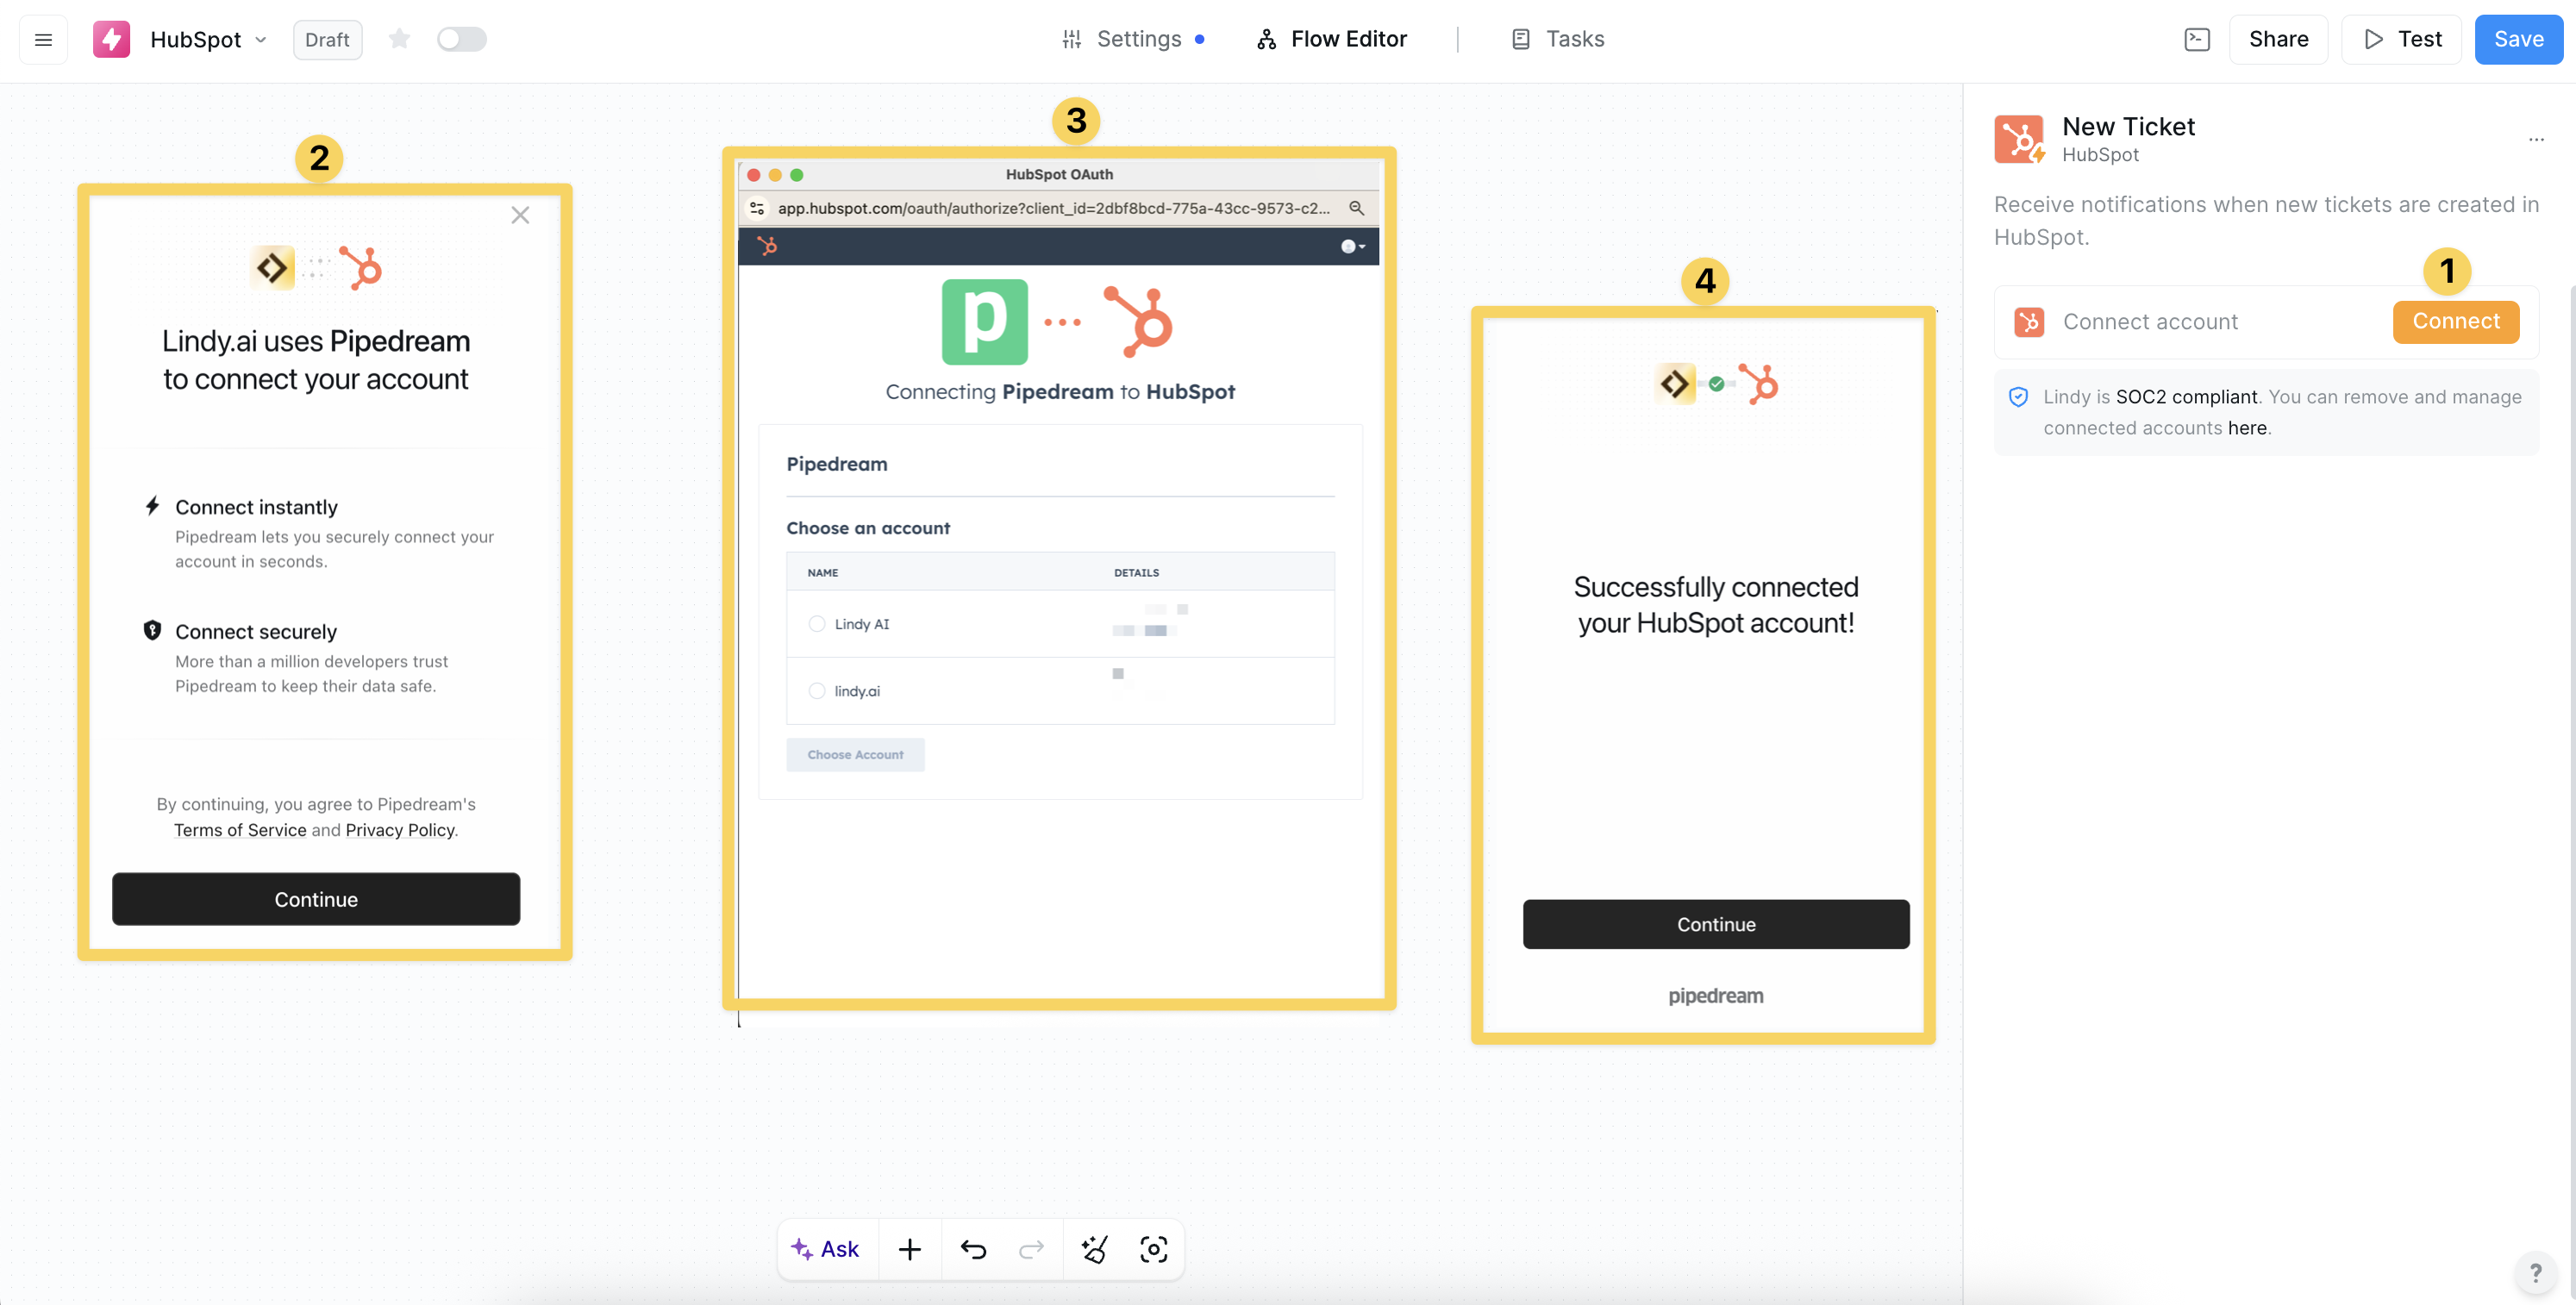 HubSpot
Draft
Settings
Flow Editor
Tasks
Share
Test
Save
2
Lindy.ai uses Pipedream
to connect your account
Connect instantly
Pipedream lets you securely connect your
account in seconds.
Connect securely
More than a million developers trust
Pipedream to keep their data safe.
By continuing, you agree to Pipedream's
Terms of Service and Privacy Policy.
Continue
3
HubSpot OAuth
app.hubspot.com/oauth/authorize?client_id=2dbf8bcd-775a-43cc-9573-c2...
p
Connecting Pipedream to HubSpot
Pipedream
Choose an account
NAME DETAILS
Lindy AI
lindy.ai
Choose Account
4
Successfully connected
your HubSpot account!
Continue
pipedream
New Ticket
HubSpot
Receive notifications when new tickets are created in
HubSpot.
1
Connect account
Connect
Lindy is SOC2 compliant. You can remove and manage
connected accounts here.
Ask
?